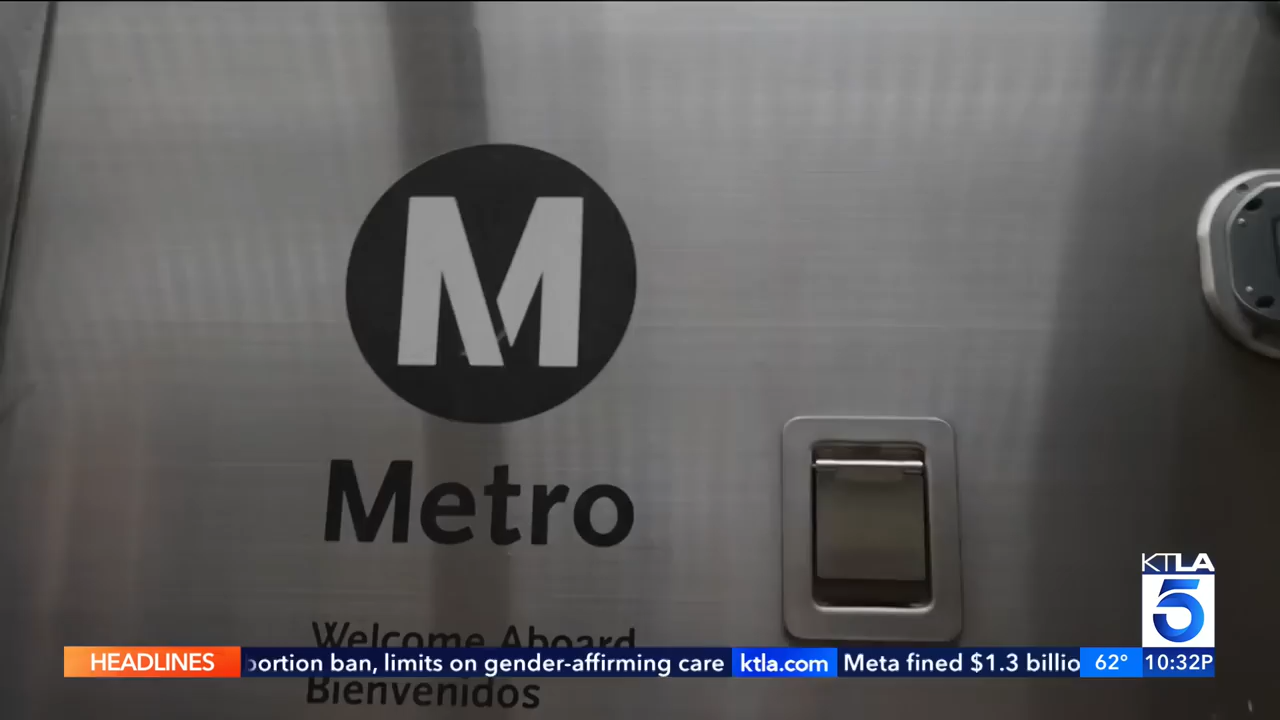 M
Metro
Welcome Aboard
Bienvenidos
KTLA
5
HEADLINES
ortion ban, limits on gender-affirming care
ktla.com
Meta fined $1.3 billio
62°
10:32P